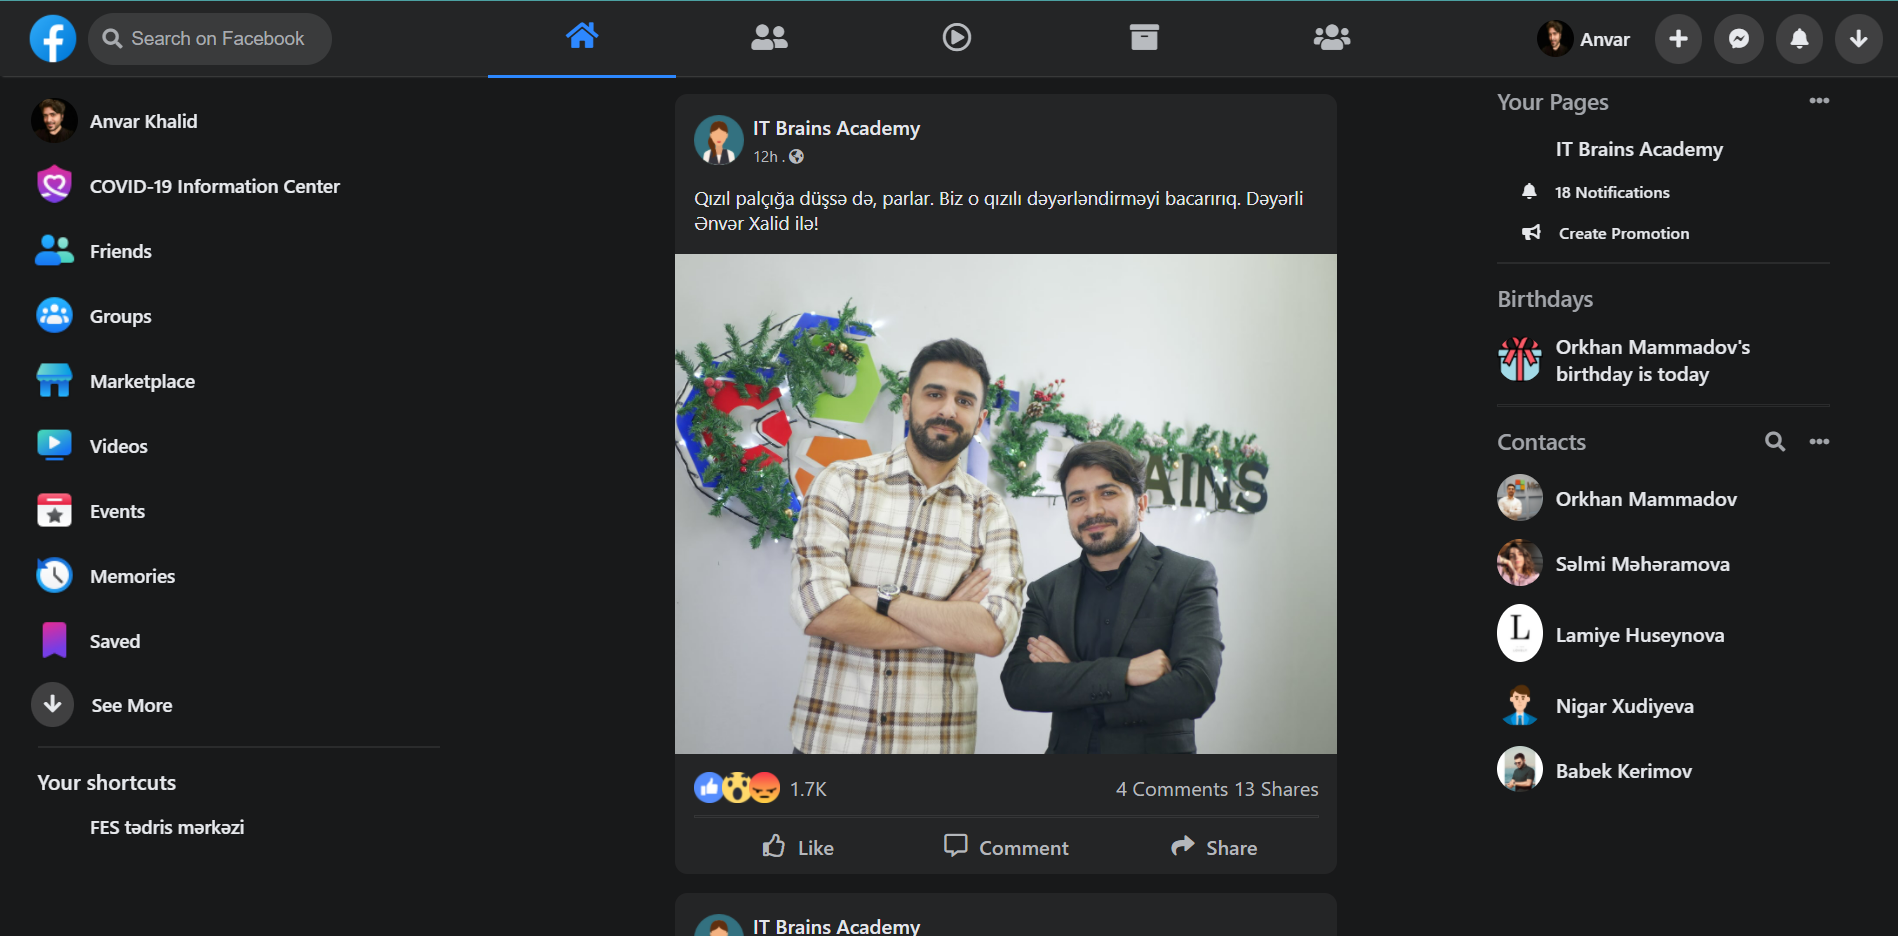 Search on Facebook
Anvar
Anvar Khalid
COVID-19 Information Center
Friends
Groups
Marketplace
Videos
Events
Memories
Saved
See More
Your shortcuts
FES tədris mərkəzi
IT Brains Academy
12h .
Qızıl palçığa düşsə də, parlar. Biz o qızılı dəyərləndirməyi bacarırıq. Dəyərli
Ənvər Xalid ilə!
AINS
1.7K
4 Comments 13 Shares
Like
Comment
Share
IT Brains Academy
Your Pages
IT Brains Academy
18 Notifications
Create Promotion
Birthdays
Orkhan Mammadov's
birthday is today
Contacts
Orkhan Mammadov
Səlmi Məhəramova
L
Lamiye Huseynova
Nigar Xudiyeva
Babek Kerimov